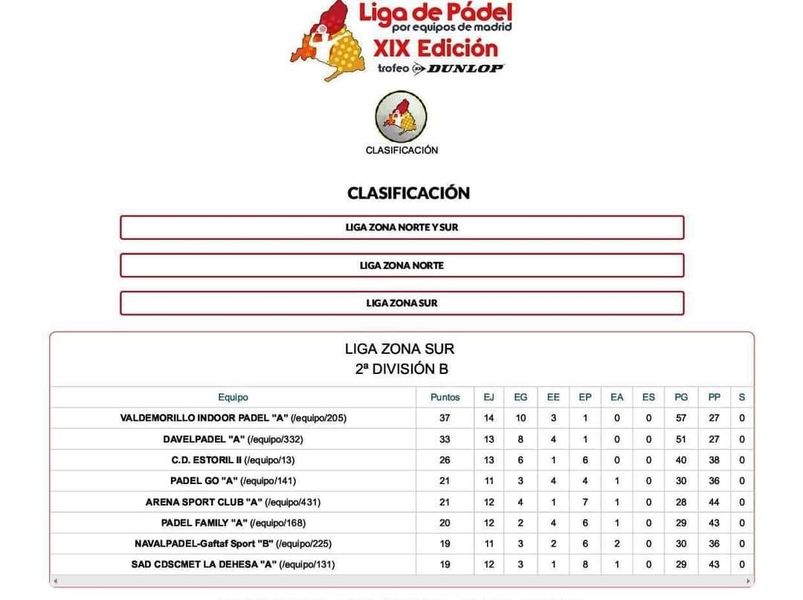 Liga de Pádel
por equipos de madrid
XIX Edición
trofeo DUNLOP
CLASIFICACIÓN
CLASIFICACIÓN
LIGA ZONA NORTE Y SUR
LIGA ZONA NORTE
LIGA ZONA SUR
LIGA ZONA SUR
2ª DIVISIÓN B
Equipo Puntos EJ EG EE EP EA ES PG PP S
VALDEMORILLO INDOOR PADEL "A" (/equipo/205) 37 14 10 3 1 0 0 57 27 0
DAVELPADEL "A" (/equipo/332) 33 13 8 4 1 0 0 51 27 0
C.D. ESTORIL II (/equipo/13) 26 13 6 1 6 0 0 40 38 0
PADEL GO "A" (/equipo/141) 21 11 3 4 4 1 0 30 36 0
ARENA SPORT CLUB "A" (/equipo/431) 21 12 4 1 7 1 0 28 44 0
PADEL FAMILY "A" (/equipo/168) 20 12 2 4 6 1 0 29 43 0
NAVALPADEL-Gaftaf Sport "B" (/equipo/225) 19 11 3 2 6 2 0 30 36 0
SAD CDSCMET LA DEHESA "A" (/equipo/131) 19 12 3 1 8 1 0 29 43 0